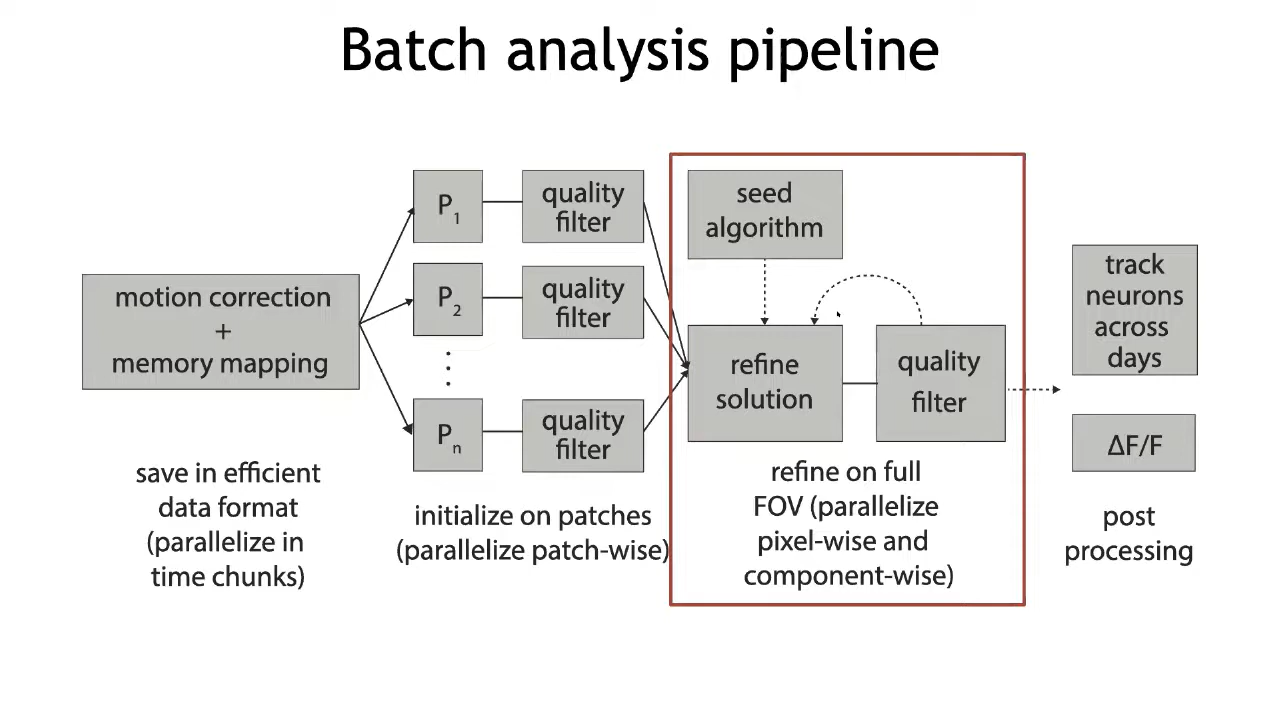 Batch analysis pipeline
motion correction
+
memory mapping
save in efficient
data format
(parallelize in
time chunks)
P1
quality
filter
P2
quality
filter
Pn
quality
filter
initialize on patches
(parallelize patch-wise)
seed
algorithm
refine
solution
quality
filter
refine on full
FOV (parallelize
pixel-wise and
component-wise)
track
neurons
across
days
ΔF/F
post
processing